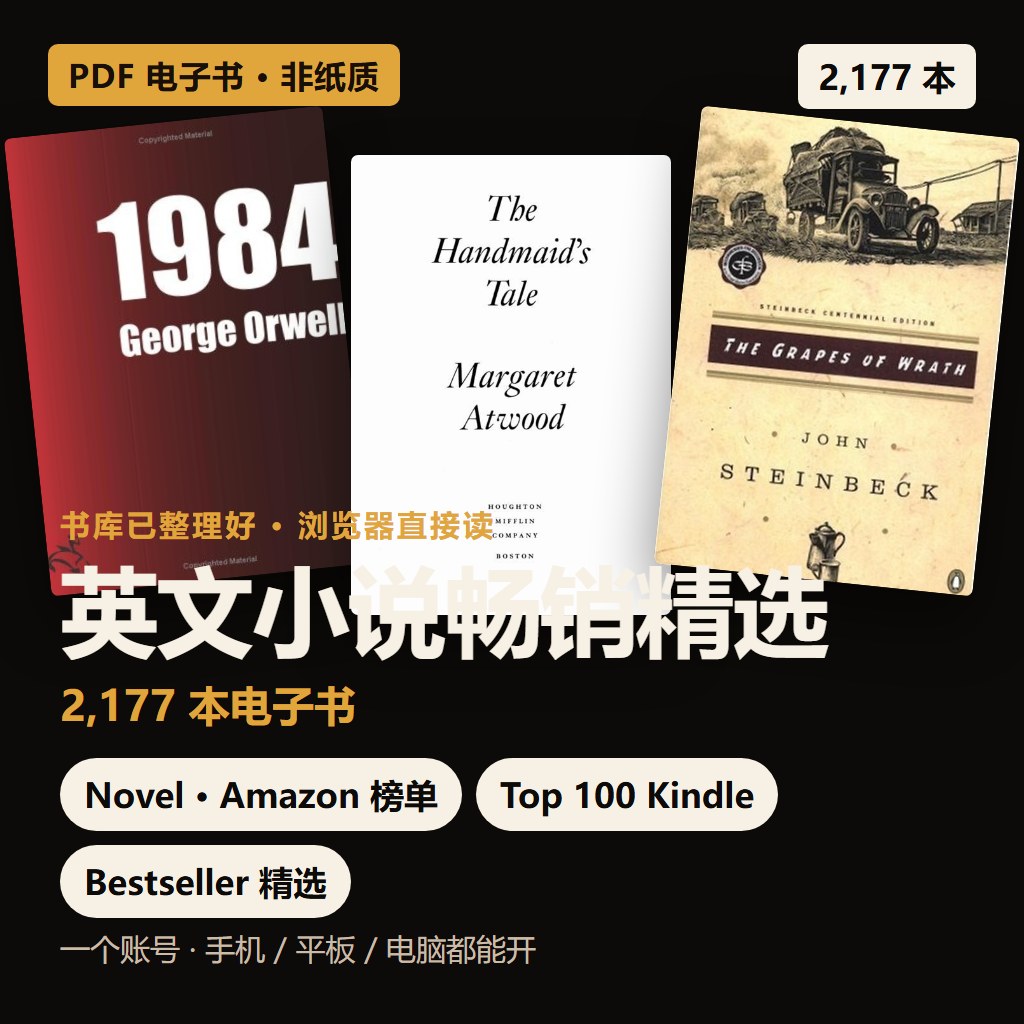 PDF 电子书 • 非纸质
2,177 本
Copyrighted Material
1984
George Orwell
Copyrighted Material
The
Handmaid's
Tale
Margaret
Atwood
HOUGHTON
MIFFLIN
COMPANY
BOSTON
STEINBECK CENTENNIAL EDITION
THE GRAPES OF WRATH
JOHN
STEINBECK
书库已整理好 • 浏览器直接读
英文小说畅销精选
2,177 本电子书
Novel • Amazon 榜单
Top 100 Kindle
Bestseller 精选
一个账号 · 手机 / 平板 / 电脑都能开